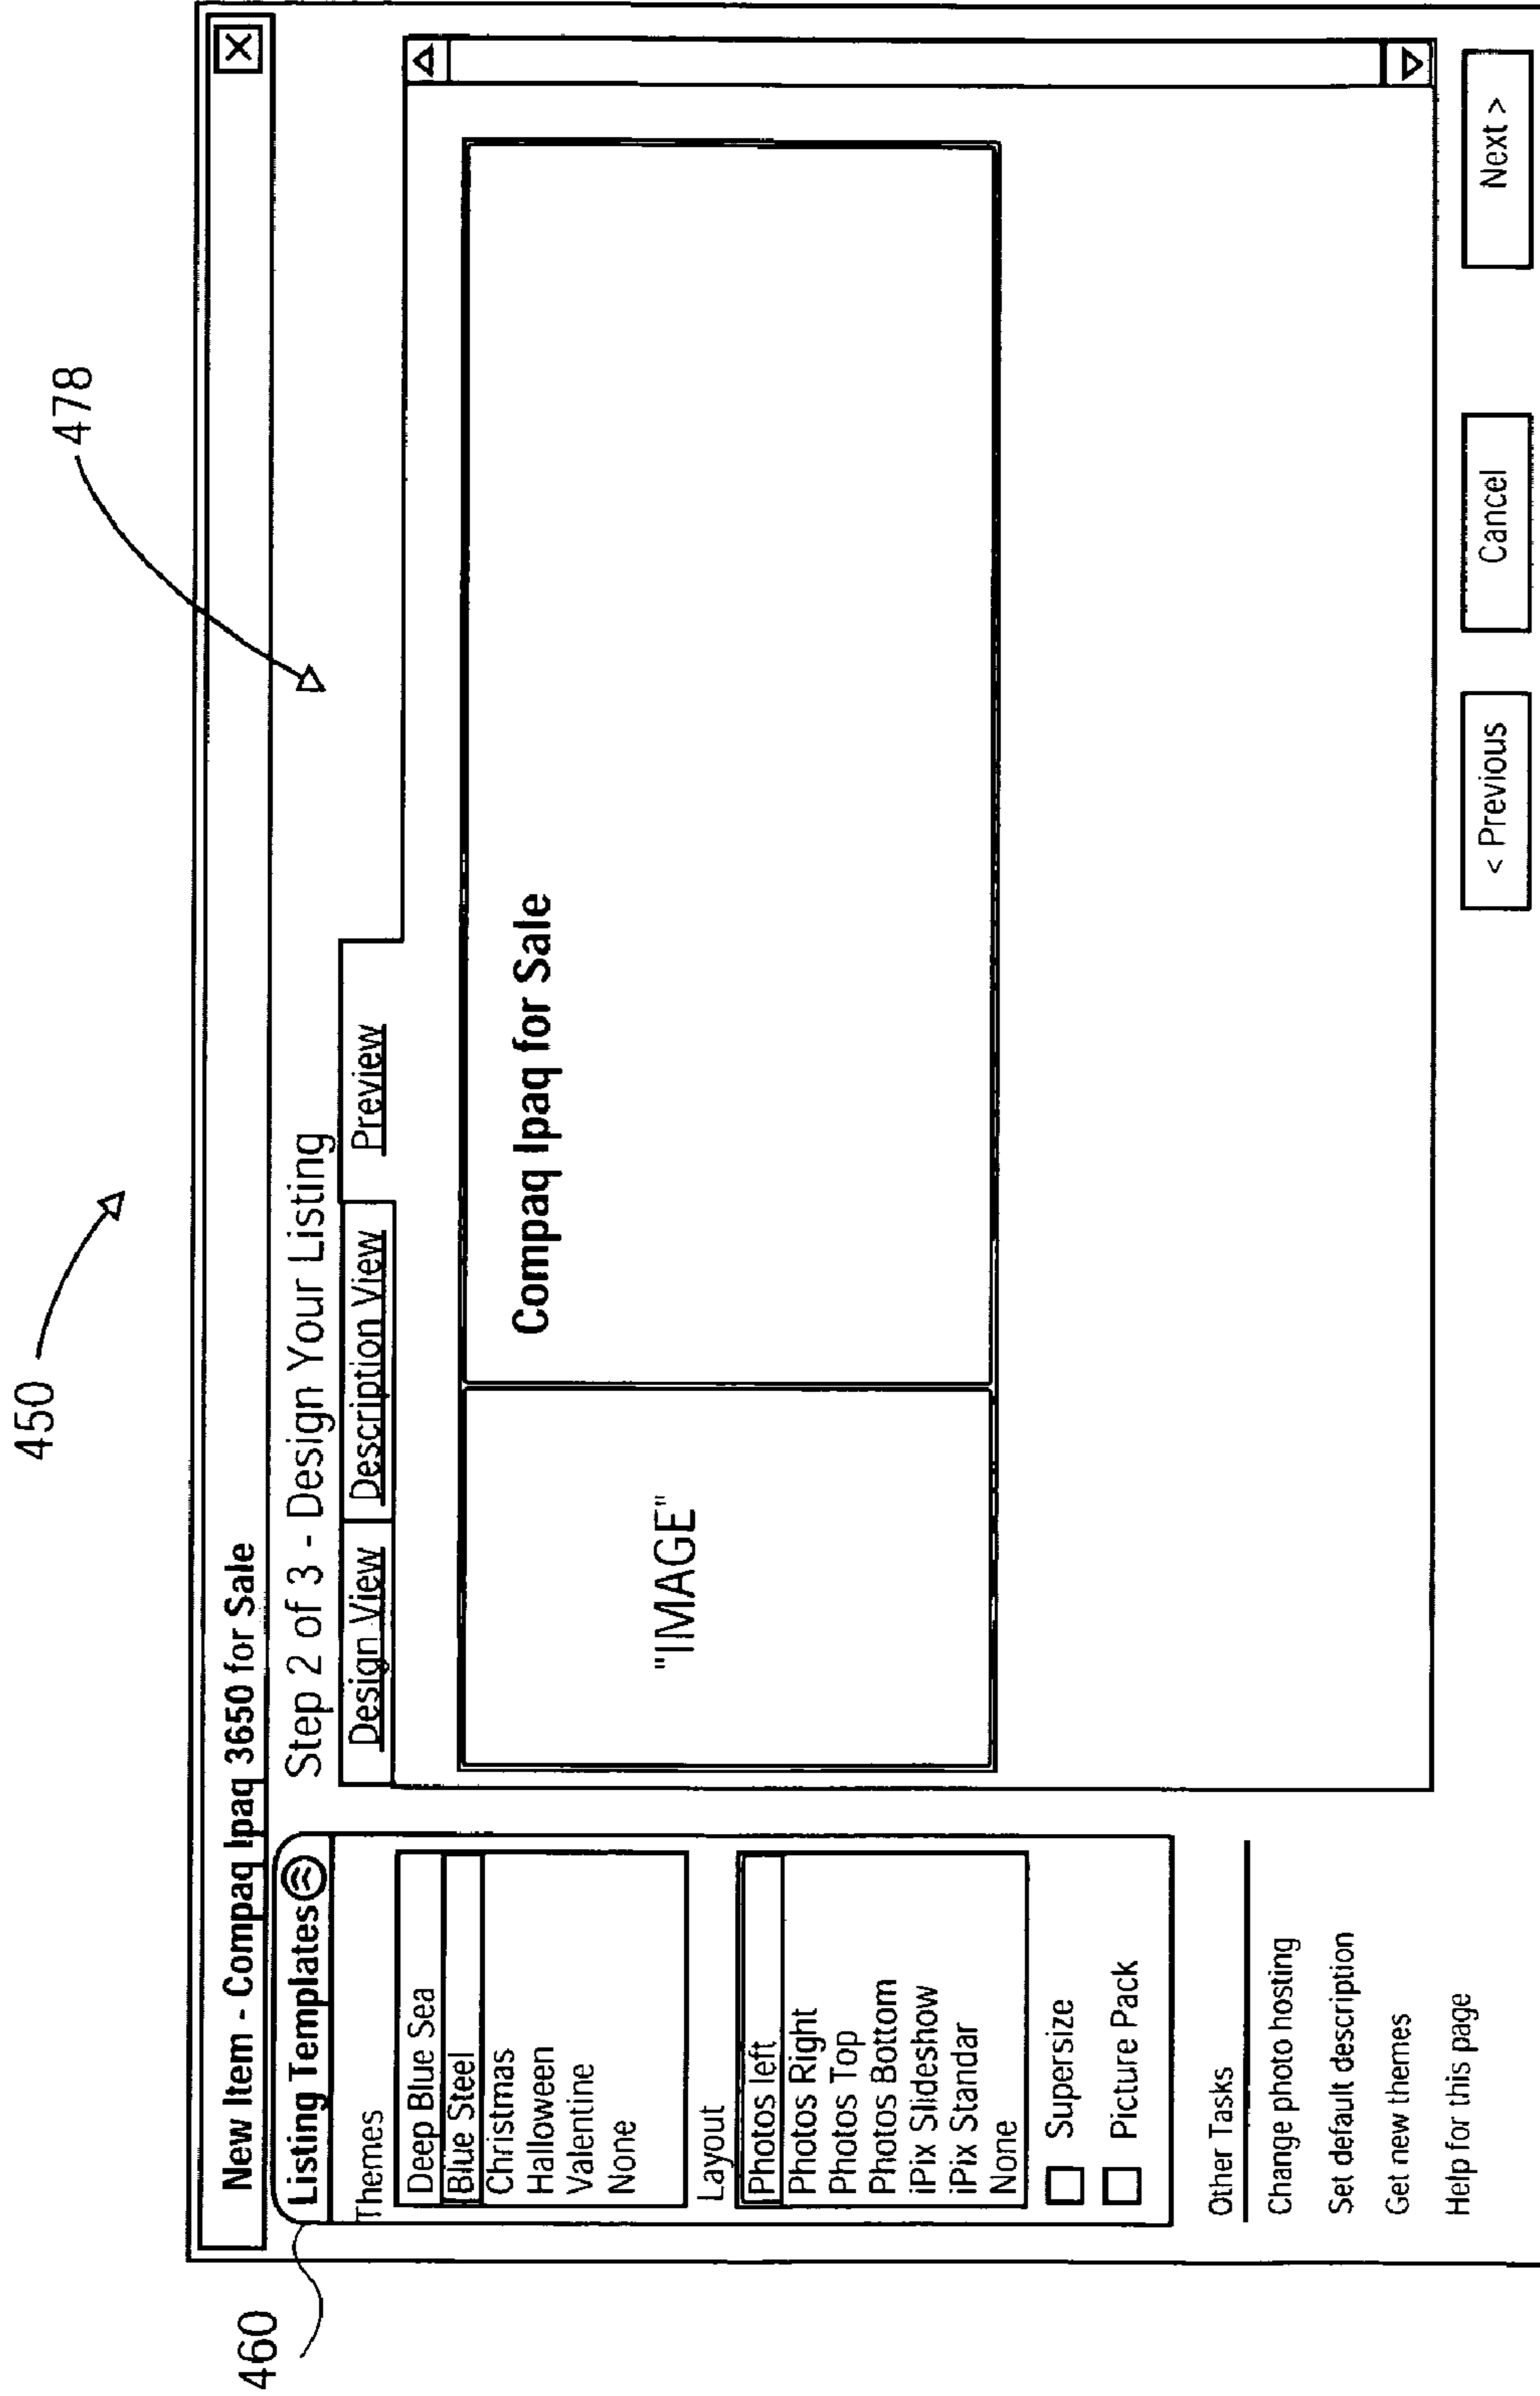 450
478
460
New Item - Compaq Ipaq 3650 for Sale
Listing Templates
Themes
Deep Blue Sea
Blue Steel
Christmas
Halloween
Valentine
None
Layout
Photos left
Photos Right
Photos Top
Photos Bottom
iPix Slideshow
iPix Standar
None
Supersize
Picture Pack
Other Tasks
Change photo hosting
Set default description
Get new themes
Help for this page
Step 2 of 3 - Design Your Listing
Design View Description View Preview
"IMAGE"
Compaq Ipaq for Sale
< Previous Cancel Next >